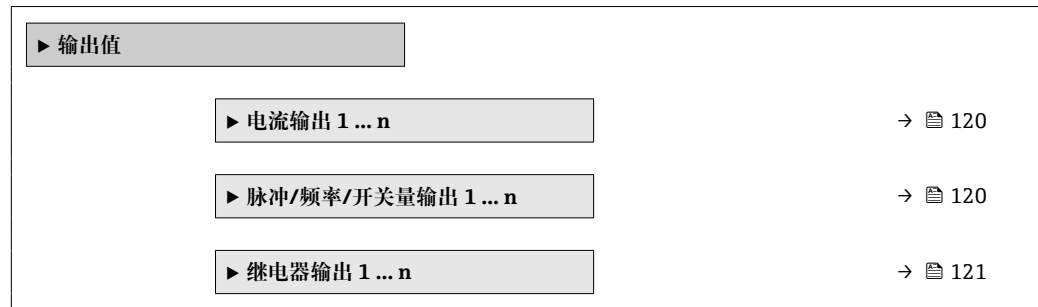 ▶ 输出值
▶ 电流输出 1 ... n → 🖺 120
▶ 脉冲/频率/开关量输出 1 ... n → 🖺 120
▶ 继电器输出 1 ... n → 🖺 121